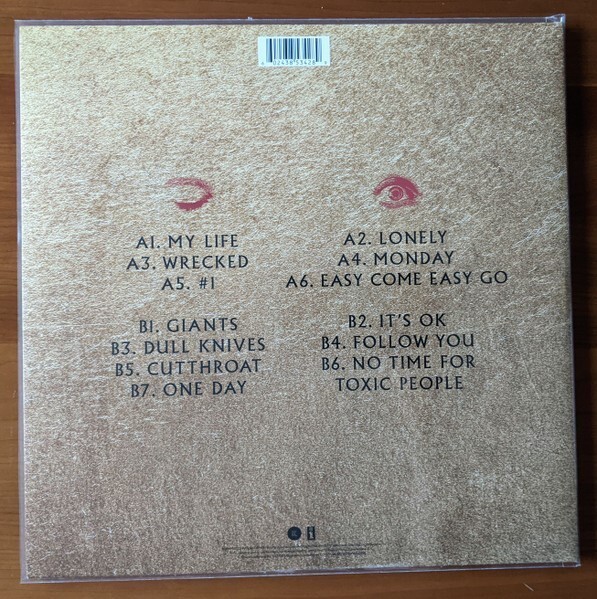 A1. MY LIFE
A3. WRECKED
A5. #1
A2. LONELY
A4. MONDAY
A6. EASY COME EASY GO
B1. GIANTS
B3. DULL KNIVES
B5. CUTTHROAT
B7. ONE DAY
B2. IT'S OK
B4. FOLLOW YOU
B6. NO TIME FOR
TOXIC PEOPLE